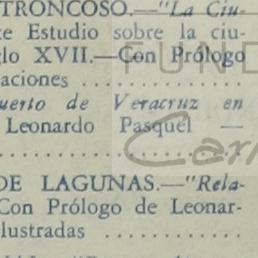 TRONCOSO.—"La Ciu-
e Estudio sobre la ciu-
lo XVII.—Con Prólogo
aciones ............
uerto de Veracruz en
Leonardo Pasquel —
..................
DE LAGUNAS.—"Rela-
Con Prólogo de Leonar-
lustradas ..........